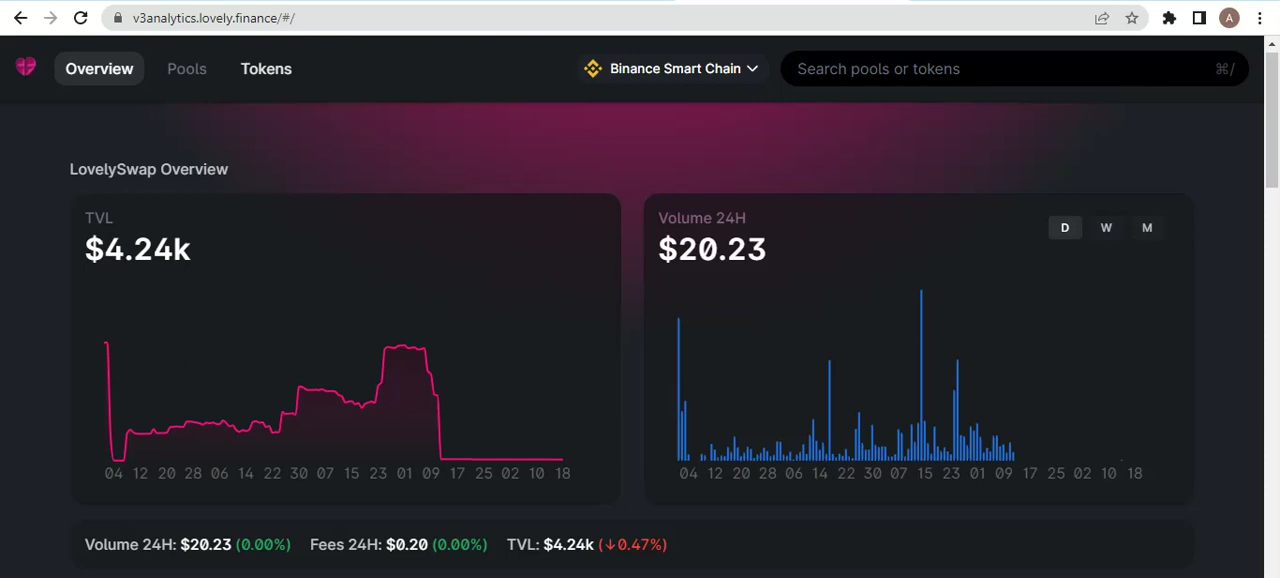 v3analytics.lovely.finance/#/
A
Overview Pools Tokens
Binance Smart Chain
Search pools or tokens ⌘/
LovelySwap Overview
TVL
$4.24k
04 12 20 28 06 14 22 30 07 15 23 01 09 17 25 02 10 18
Volume 24H
$20.23
D W M
04 12 20 28 06 14 22 30 07 15 23 01 09 17 25 02 10 18
Volume 24H: $20.23 (0.00%) Fees 24H: $0.20 (0.00%) TVL: $4.24k (↓0.47%)